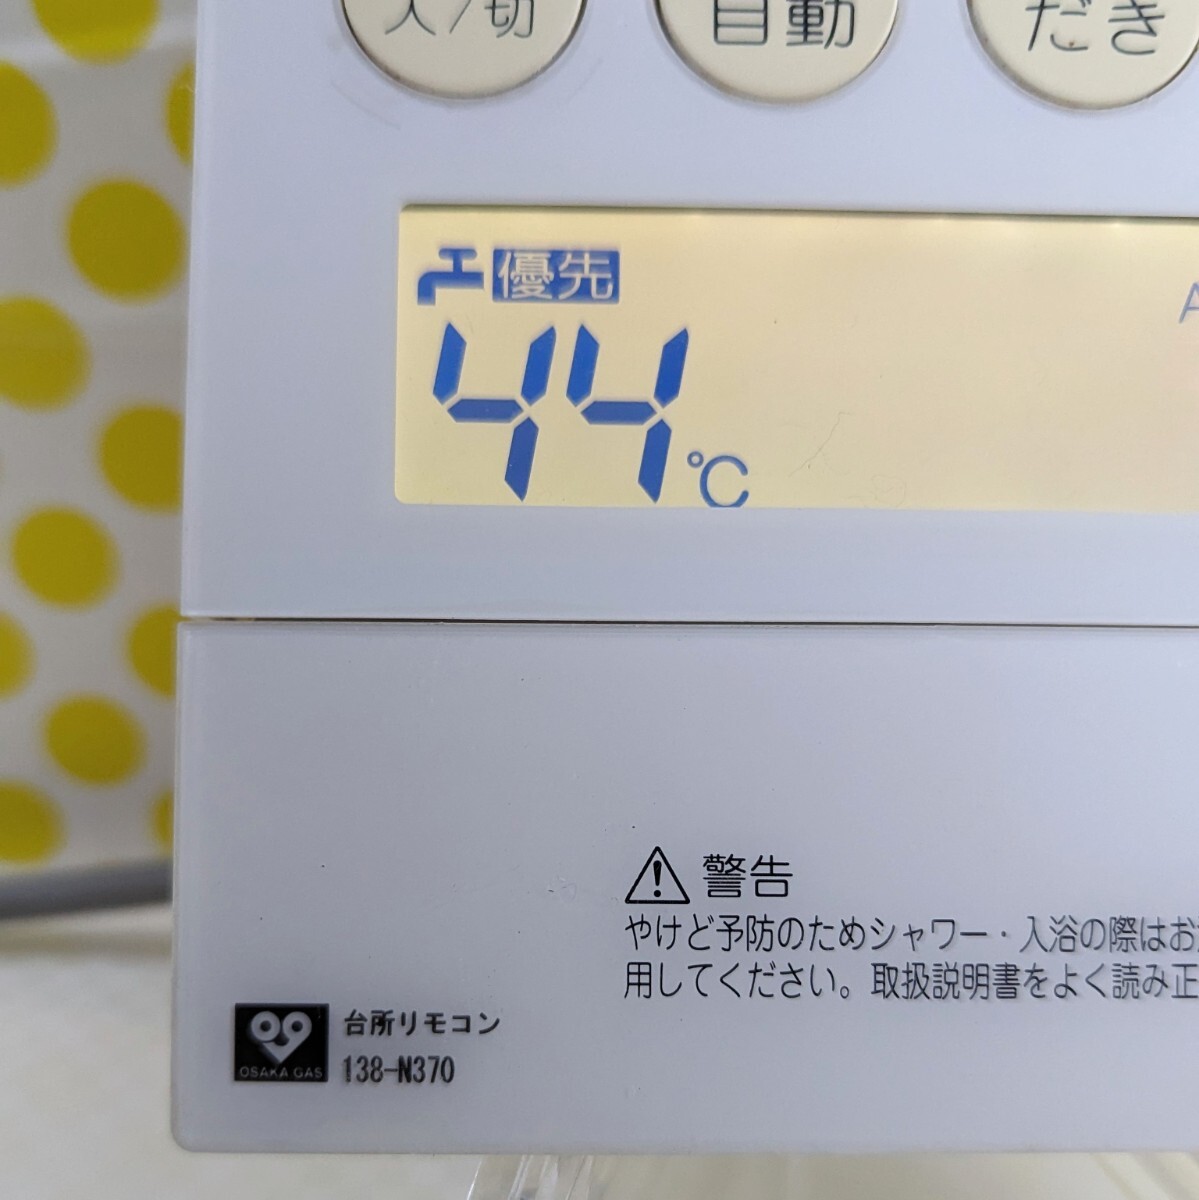 入/切 自動 だき
優先
44℃
警告
やけど予防のためシャワー・入浴の際はお
用してください。取扱説明書をよく読み正
OSAKA GAS
台所リモコン
138-N370